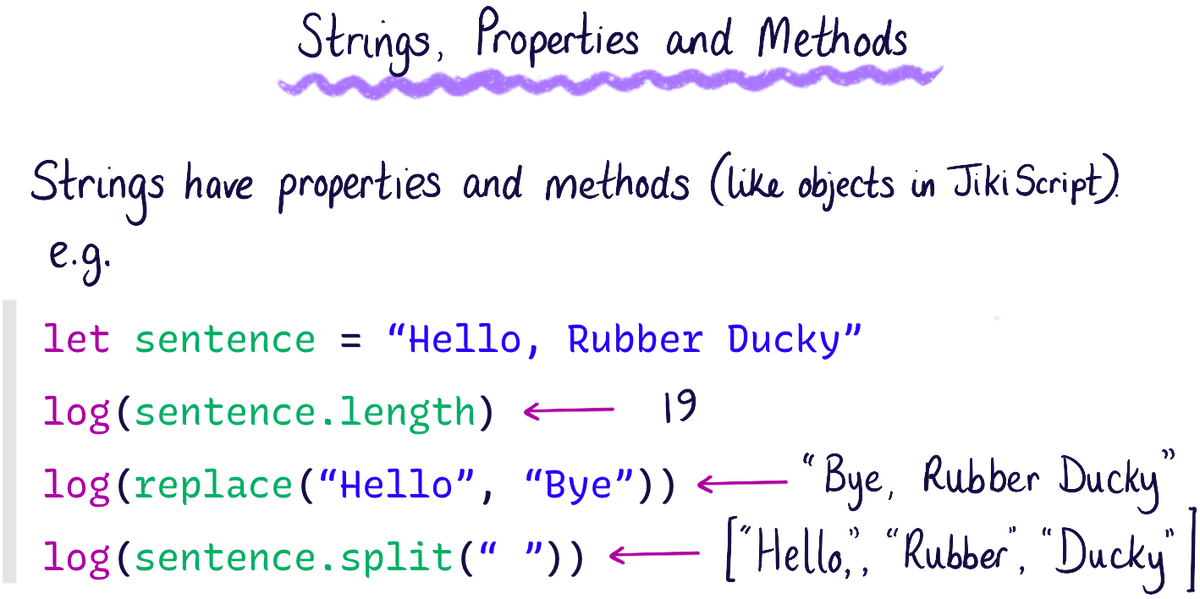 Strings, Properties and Methods
Strings have properties and methods (like objects in JikiScript).
e.g.
let sentence = “Hello, Rubber Ducky”
log(sentence.length) ← 19
log(replace(“Hello”, “Bye”)) ← “Bye, Rubber Ducky”
log(sentence.split(“ ”)) ← [“Hello,”, “Rubber”, “Ducky”]